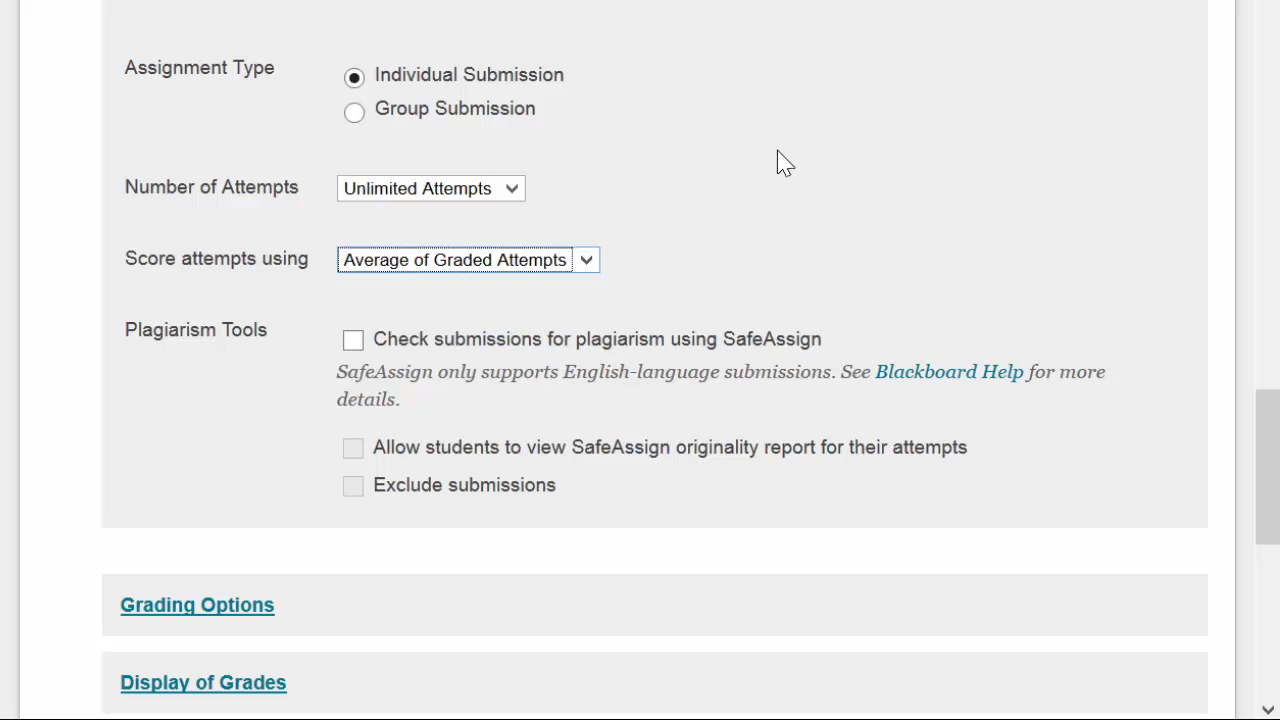 Assignment Type
Individual Submission
Group Submission
Number of Attempts
Unlimited Attempts
Score attempts using
Average of Graded Attempts
Plagiarism Tools
Check submissions for plagiarism using SafeAssign
SafeAssign only supports English-language submissions. See Blackboard Help for more
details.
Allow students to view SafeAssign originality report for their attempts
Exclude submissions
Grading Options
Display of Grades